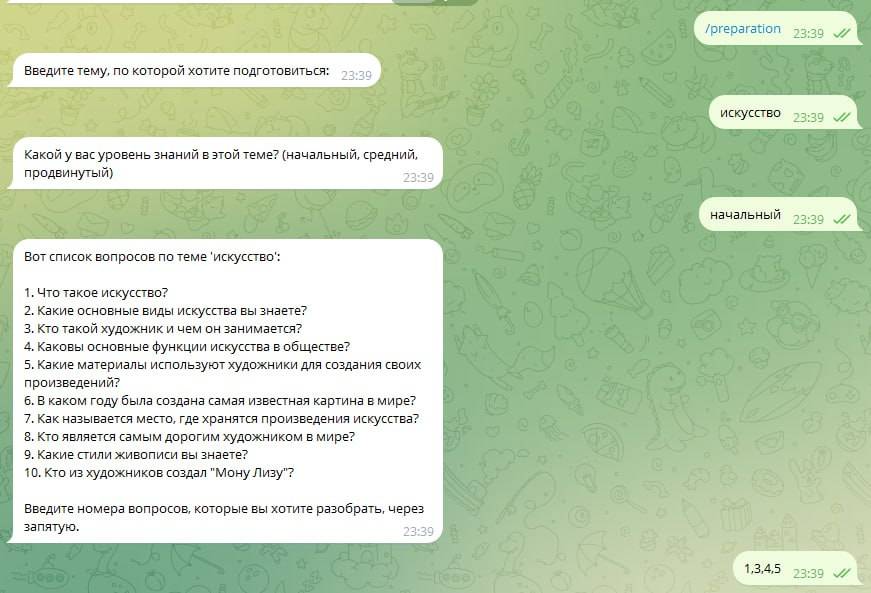 /preparation 23:39
Введите тему, по которой хотите подготовиться: 23:39
искусство 23:39
Какой у вас уровень знаний в этой теме? (начальный, средний,
продвинутый) 23:39
начальный 23:39
Вот список вопросов по теме 'искусство':
1. Что такое искусство?
2. Какие основные виды искусства вы знаете?
3. Кто такой художник и чем он занимается?
4. Каковы основные функции искусства в обществе?
5. Какие материалы используют художники для создания своих
произведений?
6. В каком году была создана самая известная картина в мире?
7. Как называется место, где хранятся произведения искусства?
8. Кто является самым дорогим художником в мире?
9. Какие стили живописи вы знаете?
10. Кто из художников создал "Мону Лизу"?
Введите номера вопросов, которые вы хотите разобрать, через
запятую. 23:39
1,3,4,5 23:39